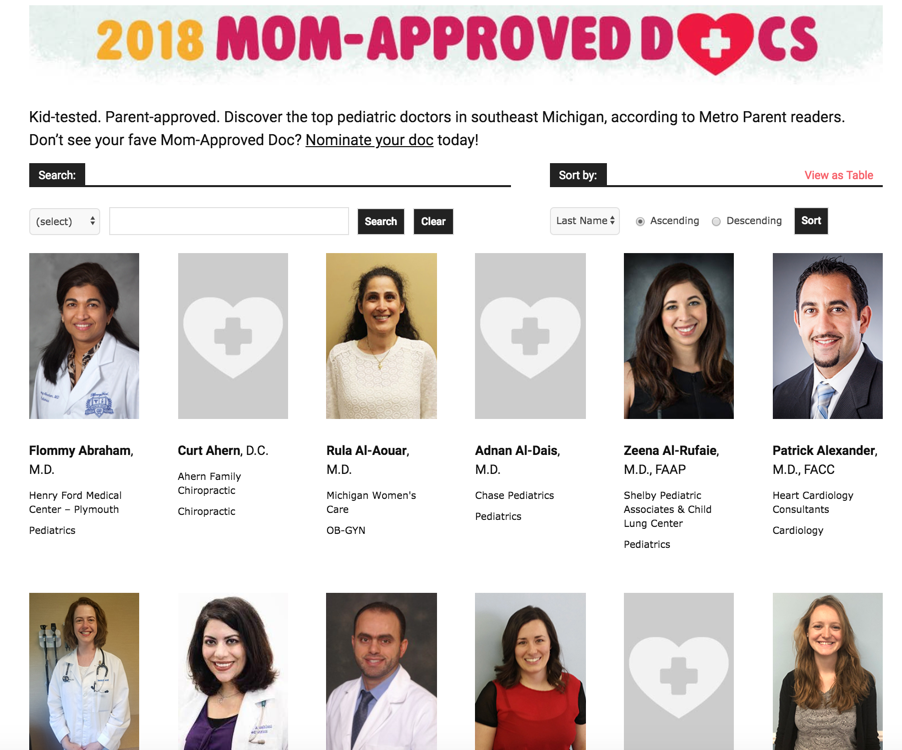 2018 MOM-APPROVED DOCS
Kid-tested. Parent-approved. Discover the top pediatric doctors in southeast Michigan, according to Metro Parent readers.
Don’t see your fave Mom-Approved Doc? Nominate your doc today!
Search:
Sort by:
View as Table
(select)
Search
Clear
Last Name
Ascending
Descending
Sort
Flommy Abraham,
M.D.
Henry Ford Medical
Center – Plymouth
Pediatrics
Curt Ahern, D.C.
Ahern Family
Chiropractic
Chiropractic
Rula Al-Aouar,
M.D.
Michigan Women's
Care
OB-GYN
Adnan Al-Dais,
M.D.
Chase Pediatrics
Pediatrics
Zeena Al-Rufaie,
M.D., FAAP
Shelby Pediatric
Associates & Child
Lung Center
Pediatrics
Patrick Alexander,
M.D., FACC
Heart Cardiology
Consultants
Cardiology